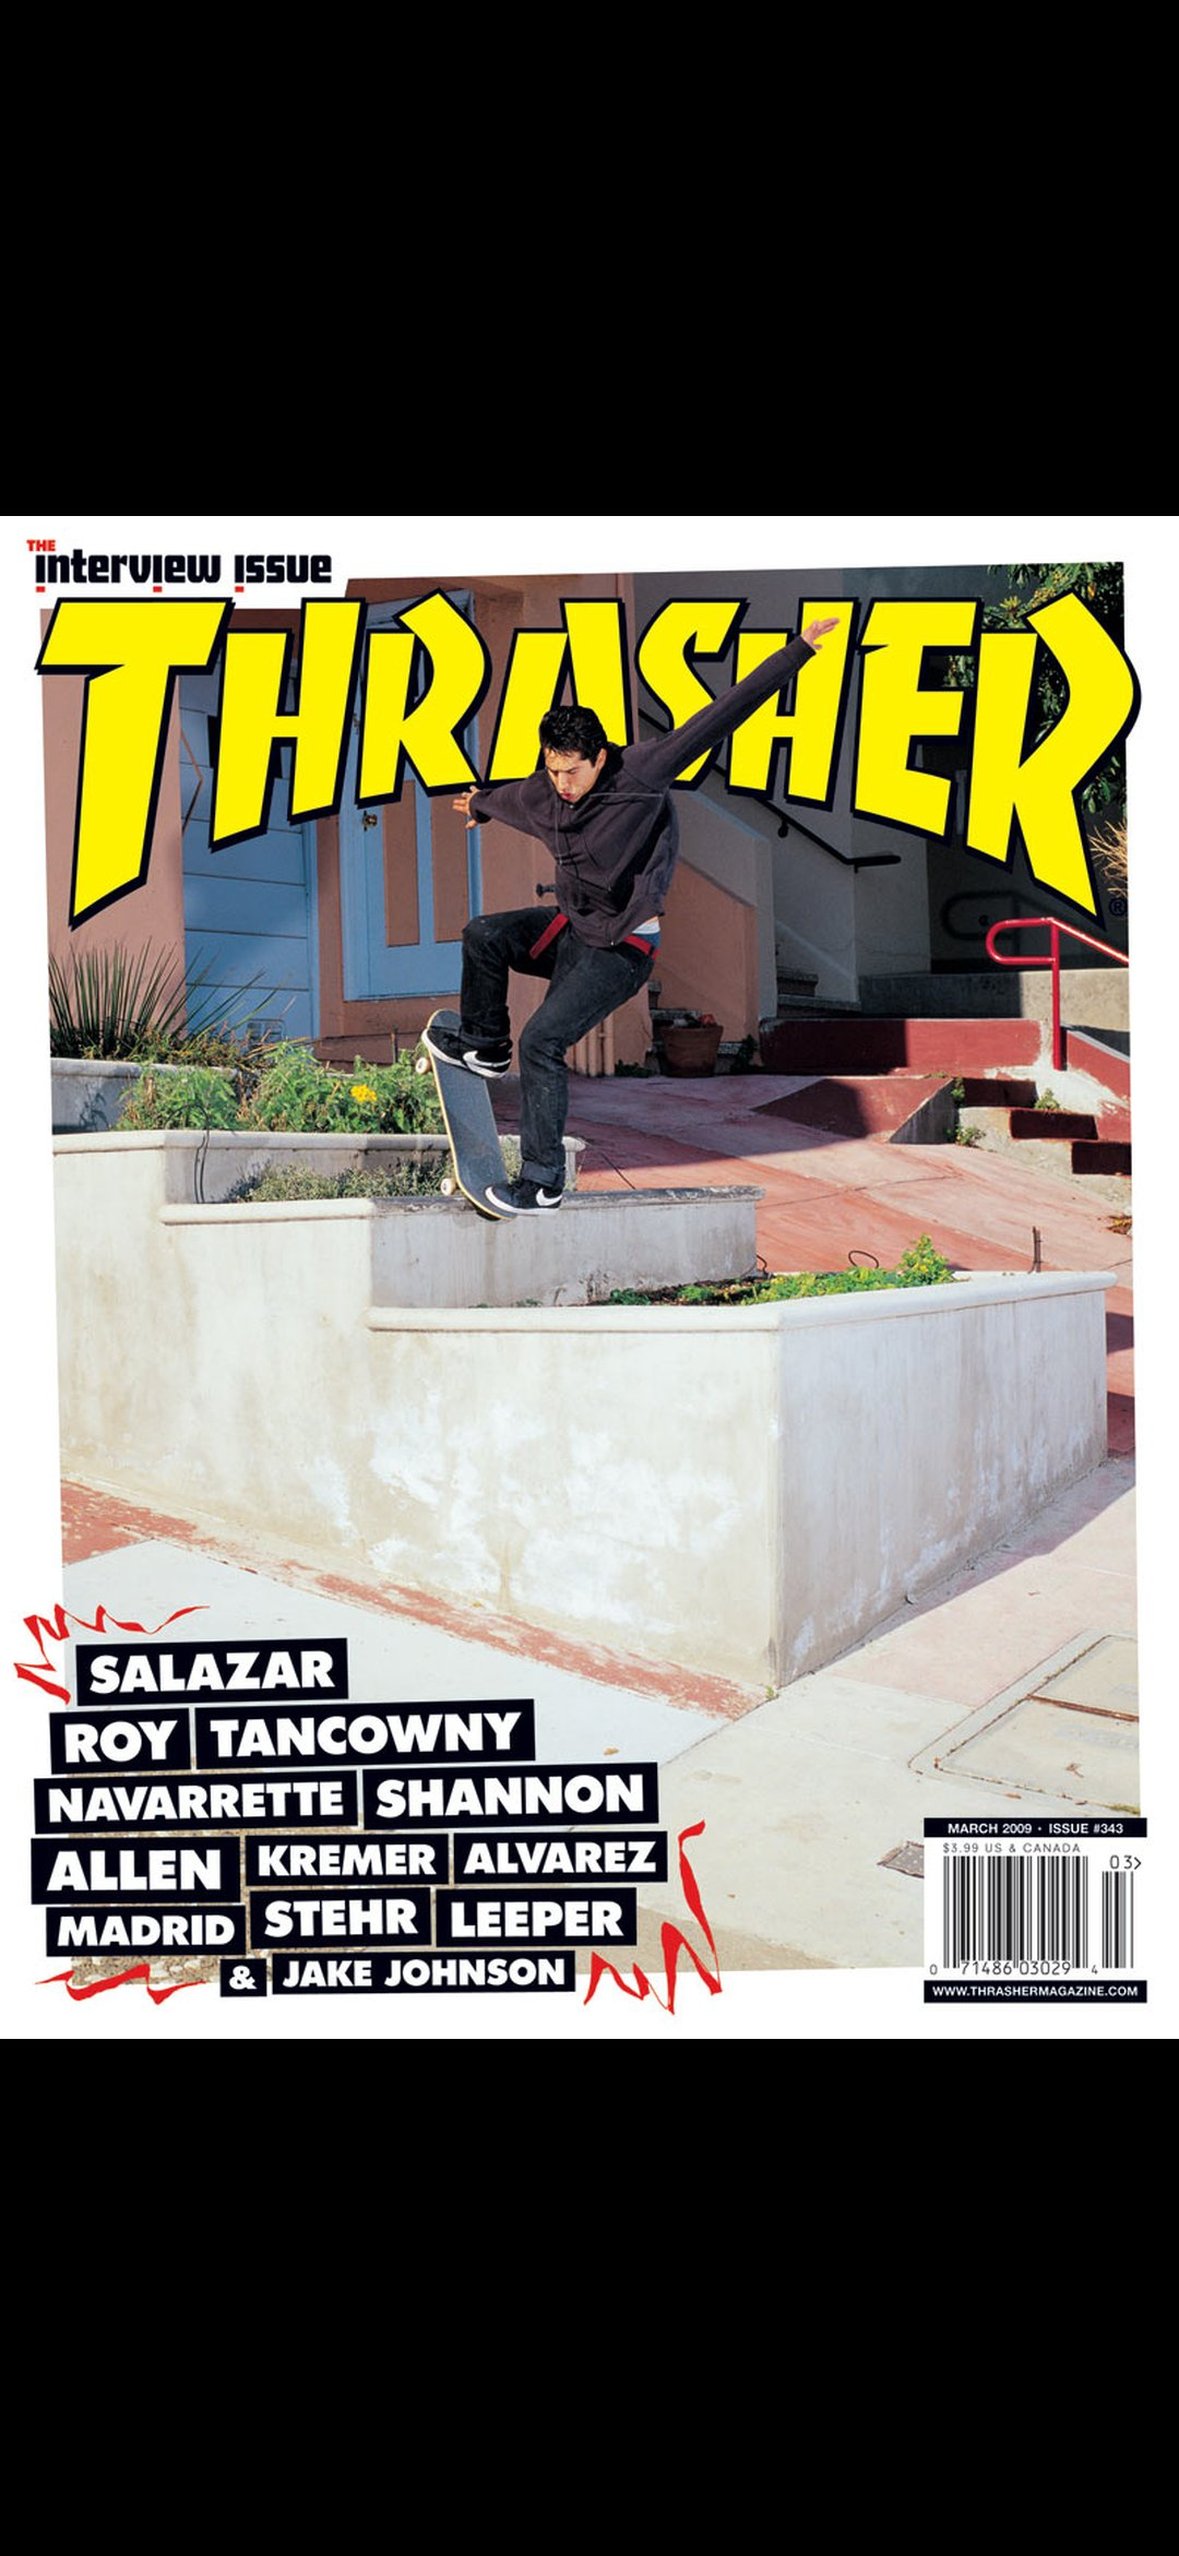 THE
interview issue
THRASHER
®
SALAZAR
ROY TANCOWNY
NAVARRETTE SHANNON
ALLEN KREMER ALVAREZ
MADRID STEHR LEEPER
& JAKE JOHNSON
MARCH 2009 • ISSUE #343
$3.99 US & CANADA
03>
0 71486 03029 4
WWW.THRASHERMAGAZINE.COM